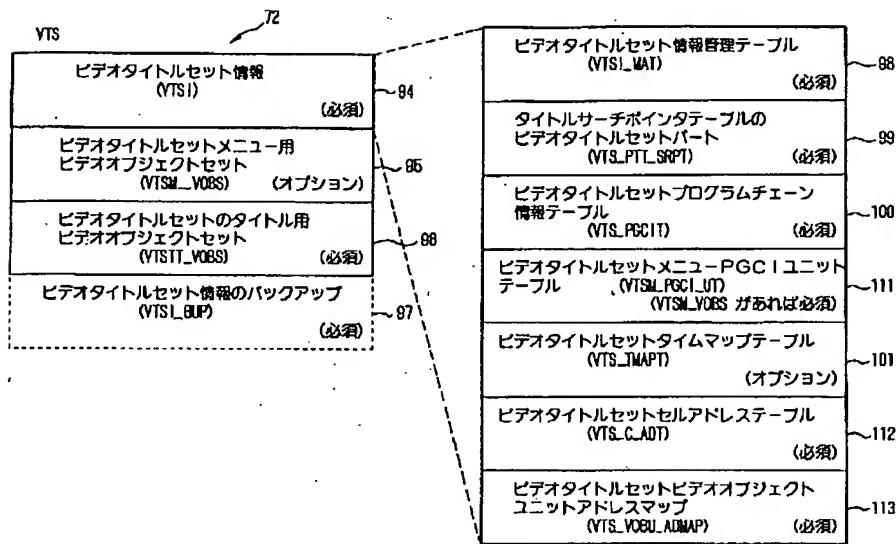 72
VTS
ビデオタイトルセット情報
(VTSI)
(必須)
94
ビデオタイトルセットメニュー用
ビデオオブジェクトセット
(VTSM_VOBS) (オプション)
95
ビデオタイトルセットのタイトル用
ビデオオブジェクトセット
(VTSTT_VOBS) (必須)
96
ビデオタイトルセット情報のバックアップ
(VTSI_BUP)
(必須)
97
ビデオタイトルセット情報管理テーブル
(VTSI_MAT)
(必須)
98
タイトルサーチポインタテーブルの
ビデオタイトルセットパート
(VTS_PTT_SRPT) (必須)
99
ビデオタイトルセットプログラムチェーン
情報テーブル
(VTS_PGCIT) (必須)
100
ビデオタイトルセットメニューPGCIユニット
テーブル (VTSM_PGCI_UT)
(VTSM_VOBS があれば必須)
111
ビデオタイトルセットタイムマップテーブル
(VTS_TMAPT)
(オプション)
101
ビデオタイトルセットセルアドレステーブル
(VTS_C_ADT)
(必須)
112
ビデオタイトルセットビデオオブジェクト
ユニットアドレスマップ
(VTS_VOBU_ADMAP) (必須)
113